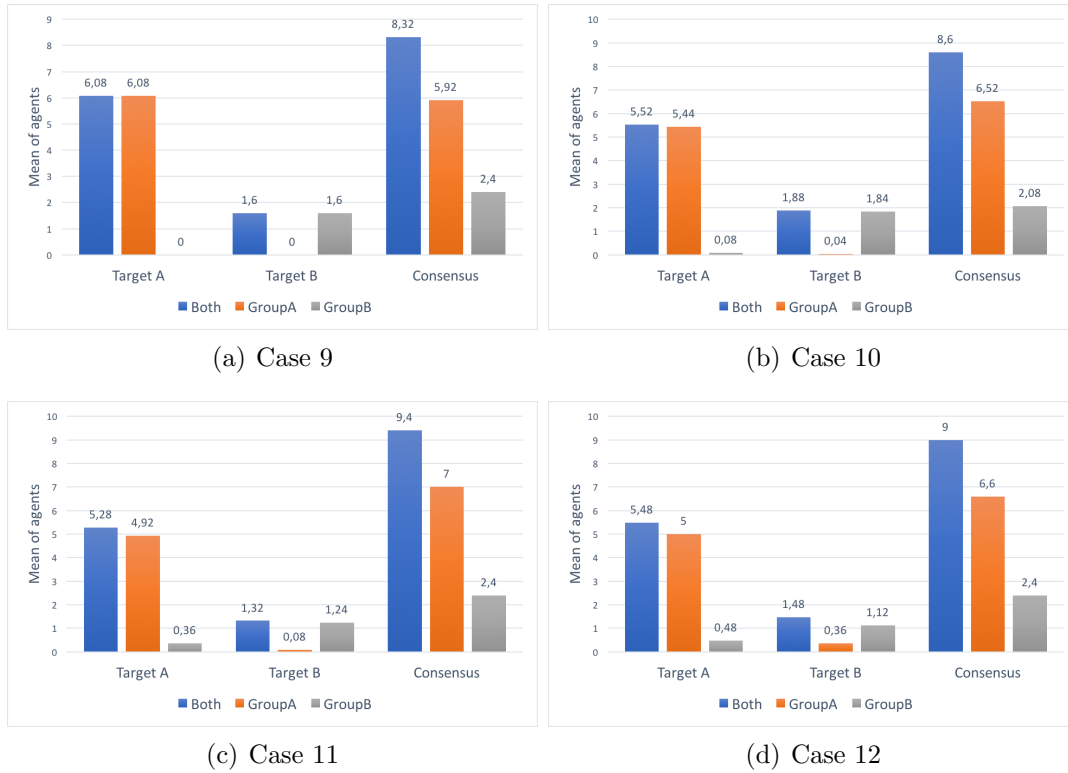 9
8
7
6
5
4
3
2
1
0
Mean of agents
6,08 6,08 0
1,6 0 1,6
8,32 5,92 2,4
Target A Target B Consensus
Both GroupA GroupB
(a) Case 9
10
9
8
7
6
5
4
3
2
1
0
Mean of agents
5,52 5,44 0,08
1,88 0,04 1,84
8,6 6,52 2,08
Target A Target B Consensus
Both GroupA GroupB
(b) Case 10
10
9
8
7
6
5
4
3
2
1
0
Mean of agents
5,28 4,92 0,36
1,32 0,08 1,24
9,4 7 2,4
Target A Target B Consensus
Both GroupA GroupB
(c) Case 11
10
9
8
7
6
5
4
3
2
1
0
Mean of agents
5,48 5 0,48
1,48 0,36 1,12
9 6,6 2,4
Target A Target B Consensus
Both GroupA GroupB
(d) Case 12